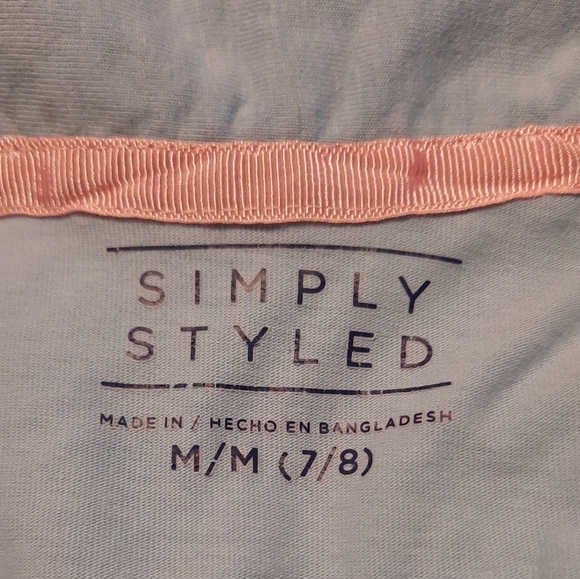 SIMPLY
STYLED
MADE IN / HECHO EN BANGLADESH
M/M (7/8)